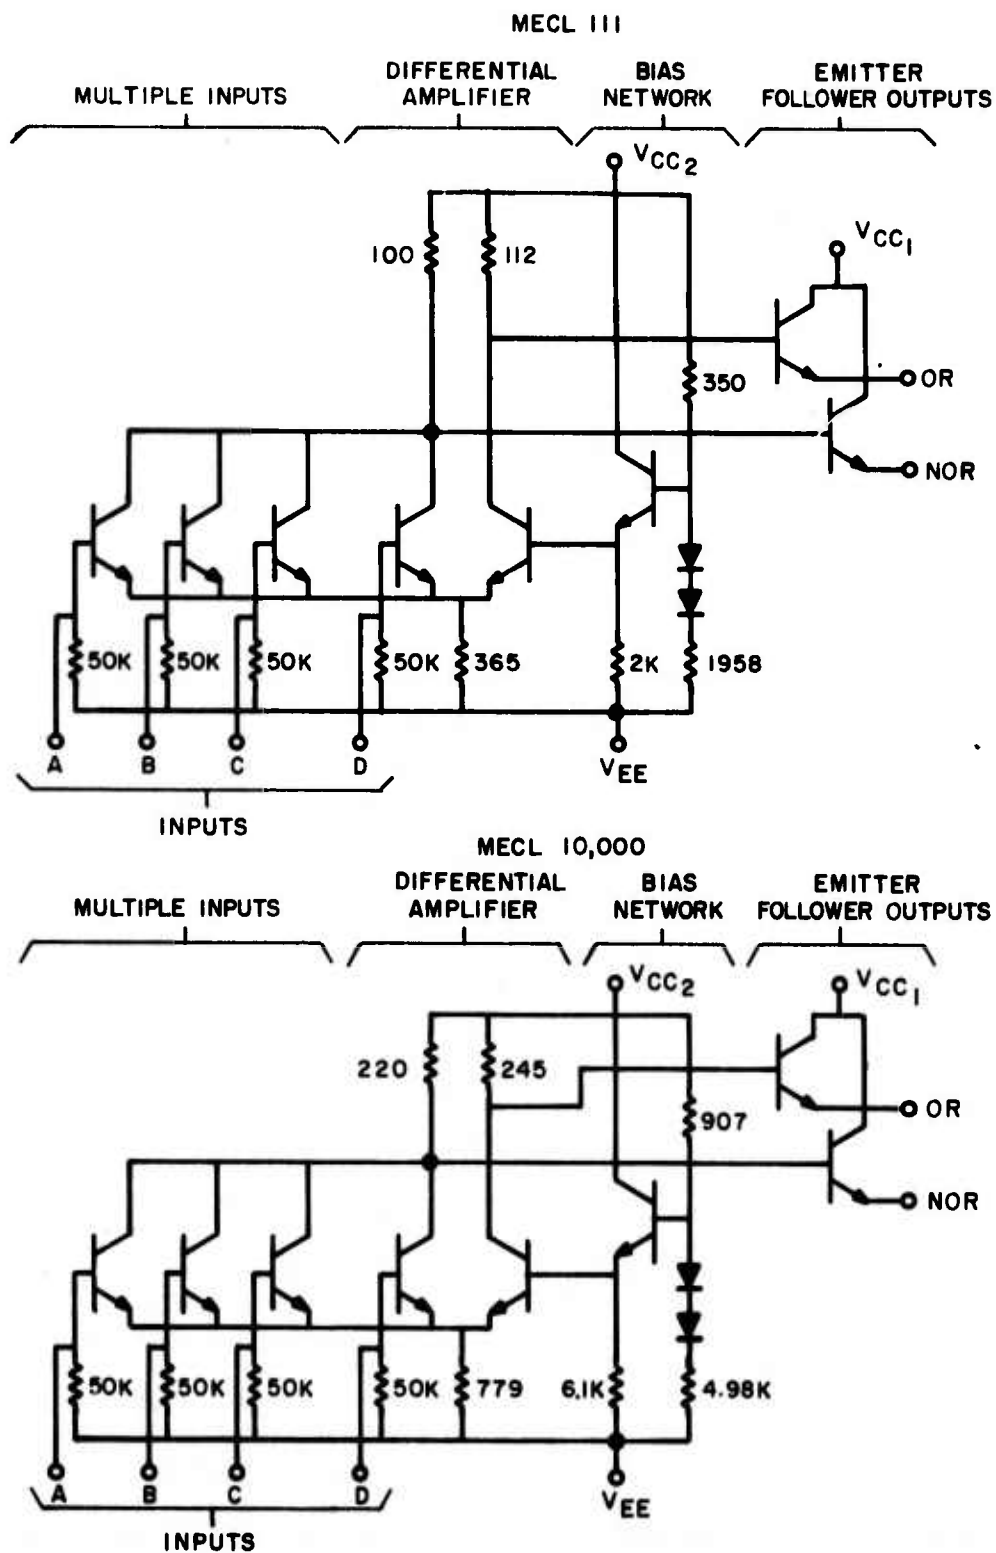 MECL III
MULTIPLE INPUTS
DIFFERENTIAL
AMPLIFIER
BIAS
NETWORK
EMITTER
FOLLOWER OUTPUTS
VCC2
VCC1
100
112
350
OR
NOR
50K
50K
50K
50K
365
2K
1958
A
B
C
D
VEE
INPUTS
MECL 10,000
MULTIPLE INPUTS
DIFFERENTIAL
AMPLIFIER
BIAS
NETWORK
EMITTER
FOLLOWER OUTPUTS
VCC2
VCC1
220
245
907
OR
NOR
50K
50K
50K
50K
779
6.1K
4.98K
A
B
C
D
VEE
INPUTS